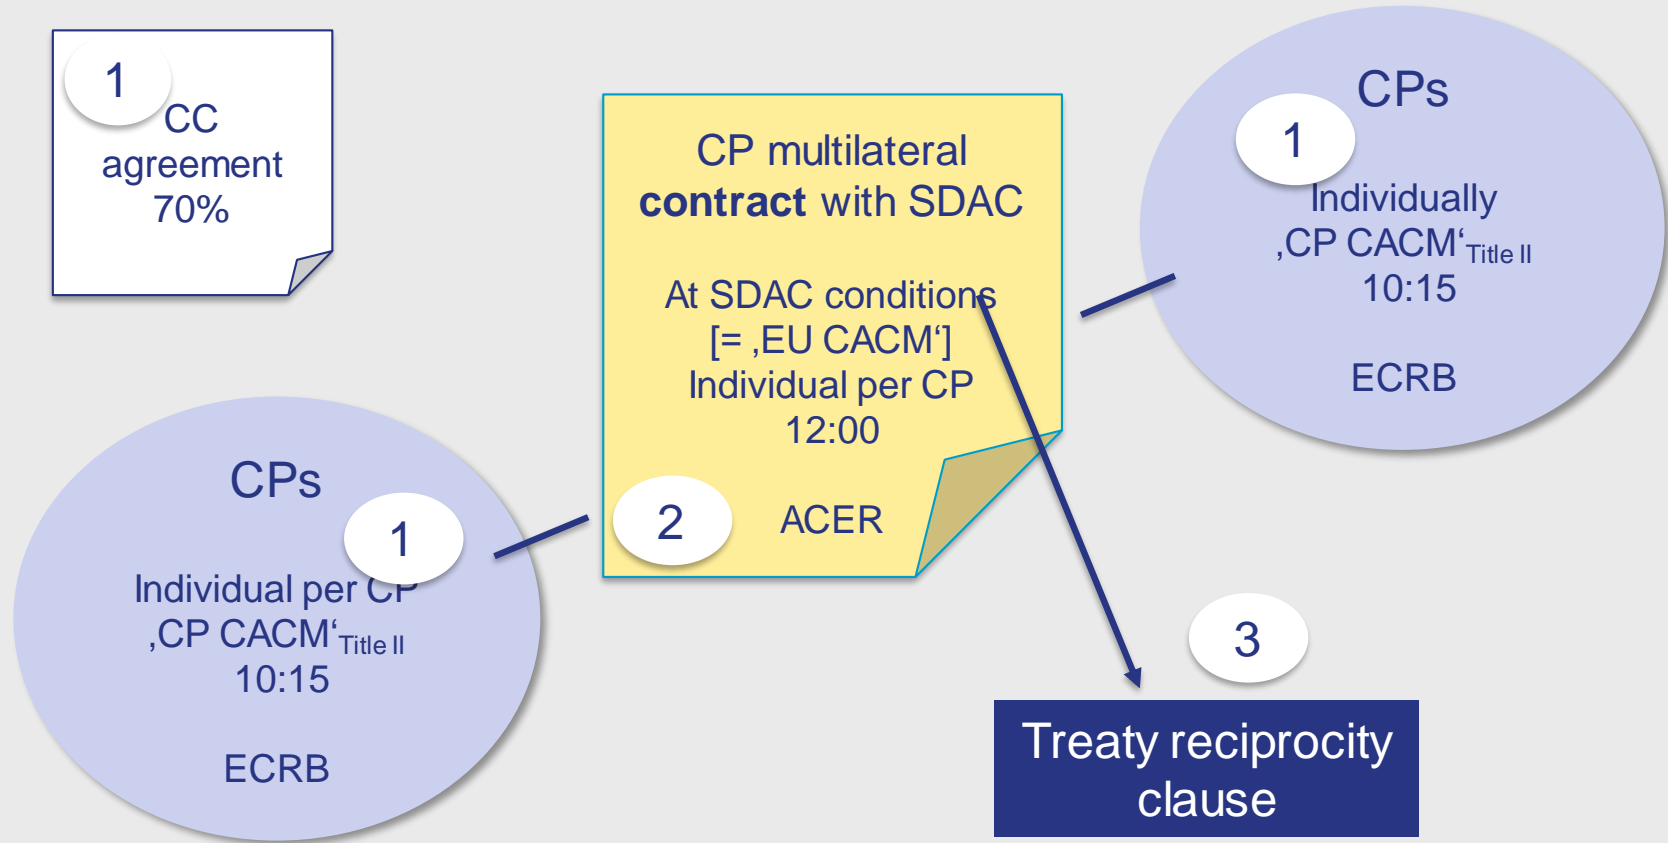 1
CC
agreement
70%
CP multilateral
contract with SDAC
At SDAC conditions
[= ‚EU CACM‘]
Individual per CP
12:00
2
ACER
CPs
1
Individually
‚CP CACM‘Title II
10:15
ECRB
CPs
1
Individual per CP
‚CP CACM‘Title II
10:15
ECRB
3
Treaty reciprocity
clause